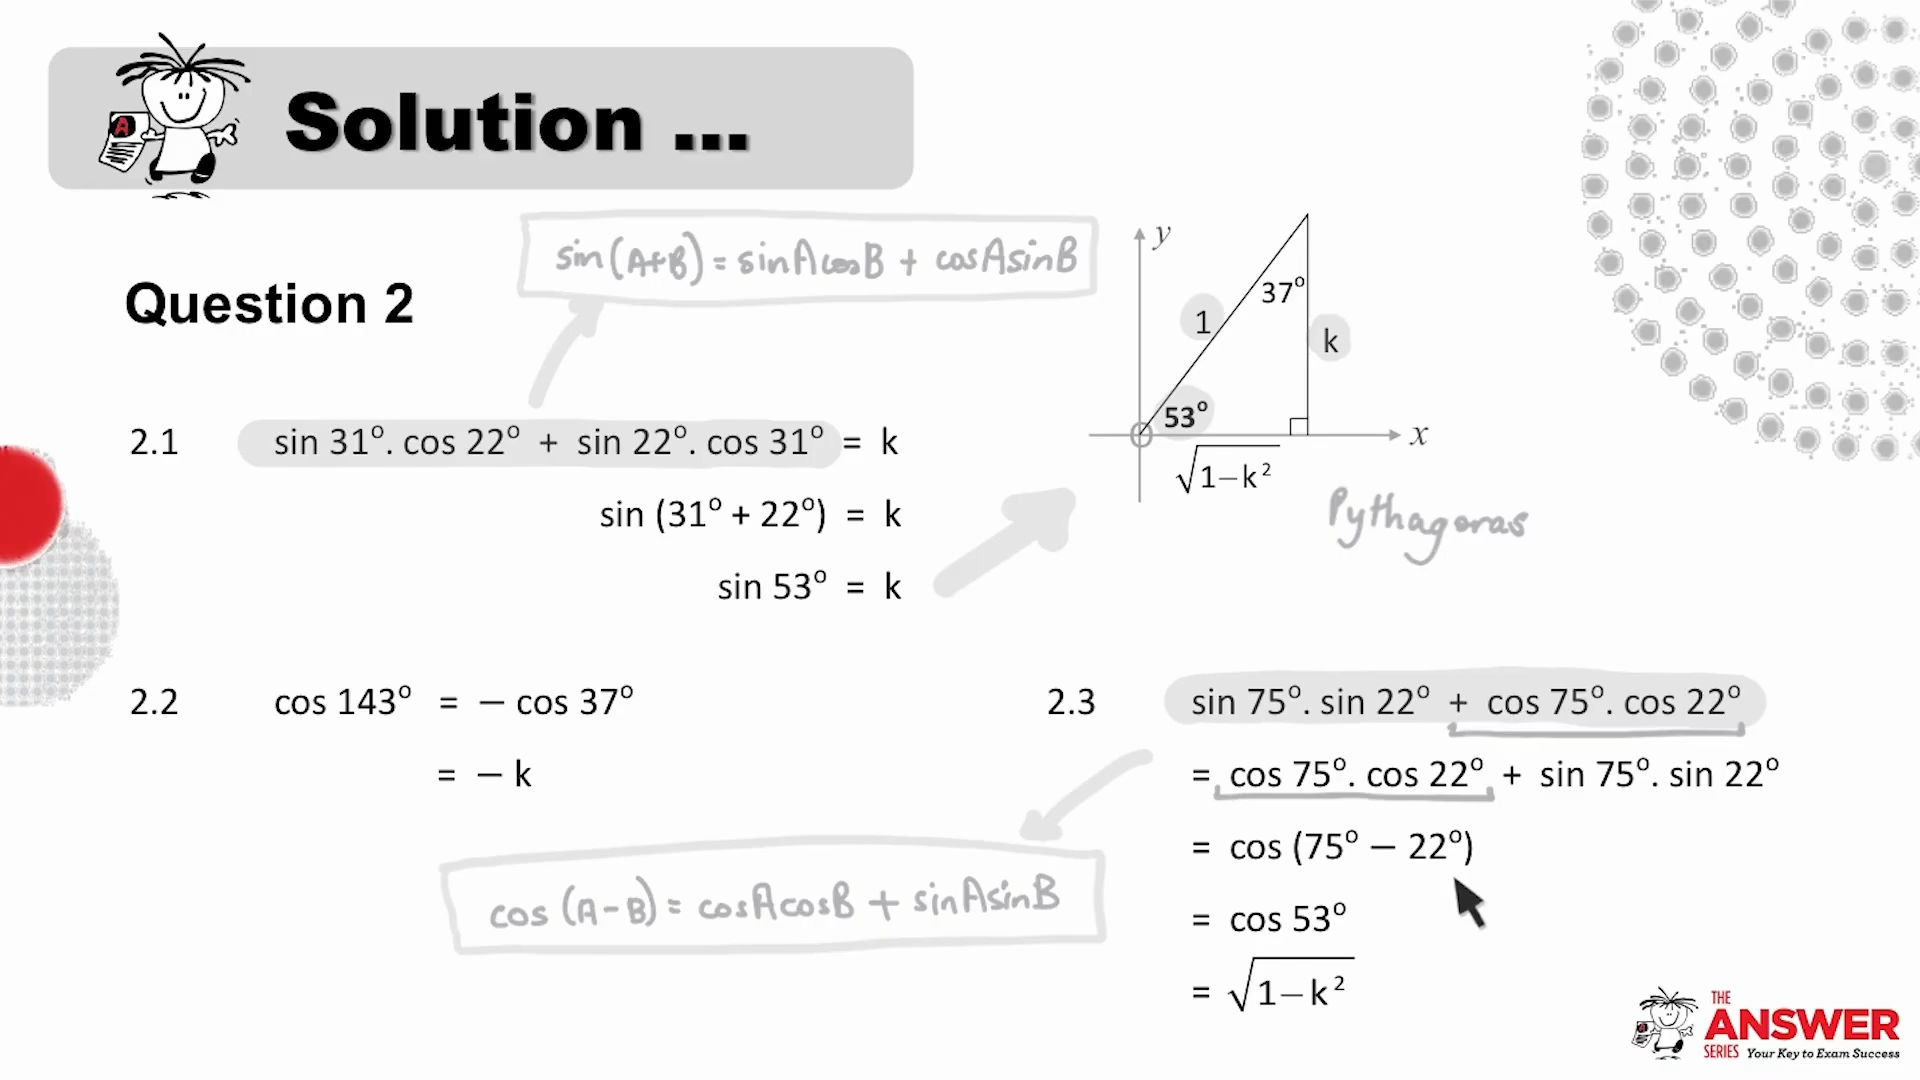 Solution ...
sin(A+B) = sinAcosB + cosAsinB
Question 2
y
37°
1
k
53°
x
√1−k²
Pythagoras
2.1 sin 31°. cos 22° + sin 22°. cos 31° = k
sin (31° + 22°) = k
sin 53° = k
2.2 cos 143° = − cos 37°
= − k
2.3 sin 75°. sin 22° + cos 75°. cos 22°
= cos 75°. cos 22° + sin 75°. sin 22°
= cos (75° − 22°)
= cos 53°
= √1−k²
cos (A−B) = cosAcosB + sinAsinB
A
THE
ANSWER
SERIES Your Key to Exam Success